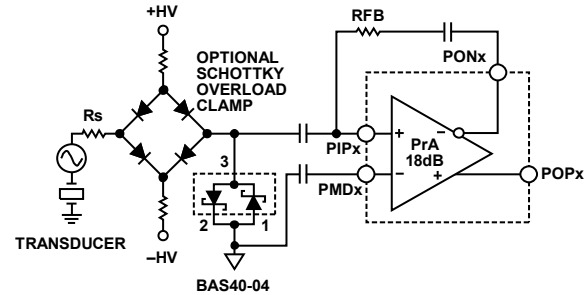 +HV
OPTIONAL
SCHOTTKY
OVERLOAD
CLAMP
RFB
PONx
Rs
3
PIPx
+
−
PrA
18dB
−
+
PMDx
POPx
2
1
TRANSDUCER
−HV
BAS40-04